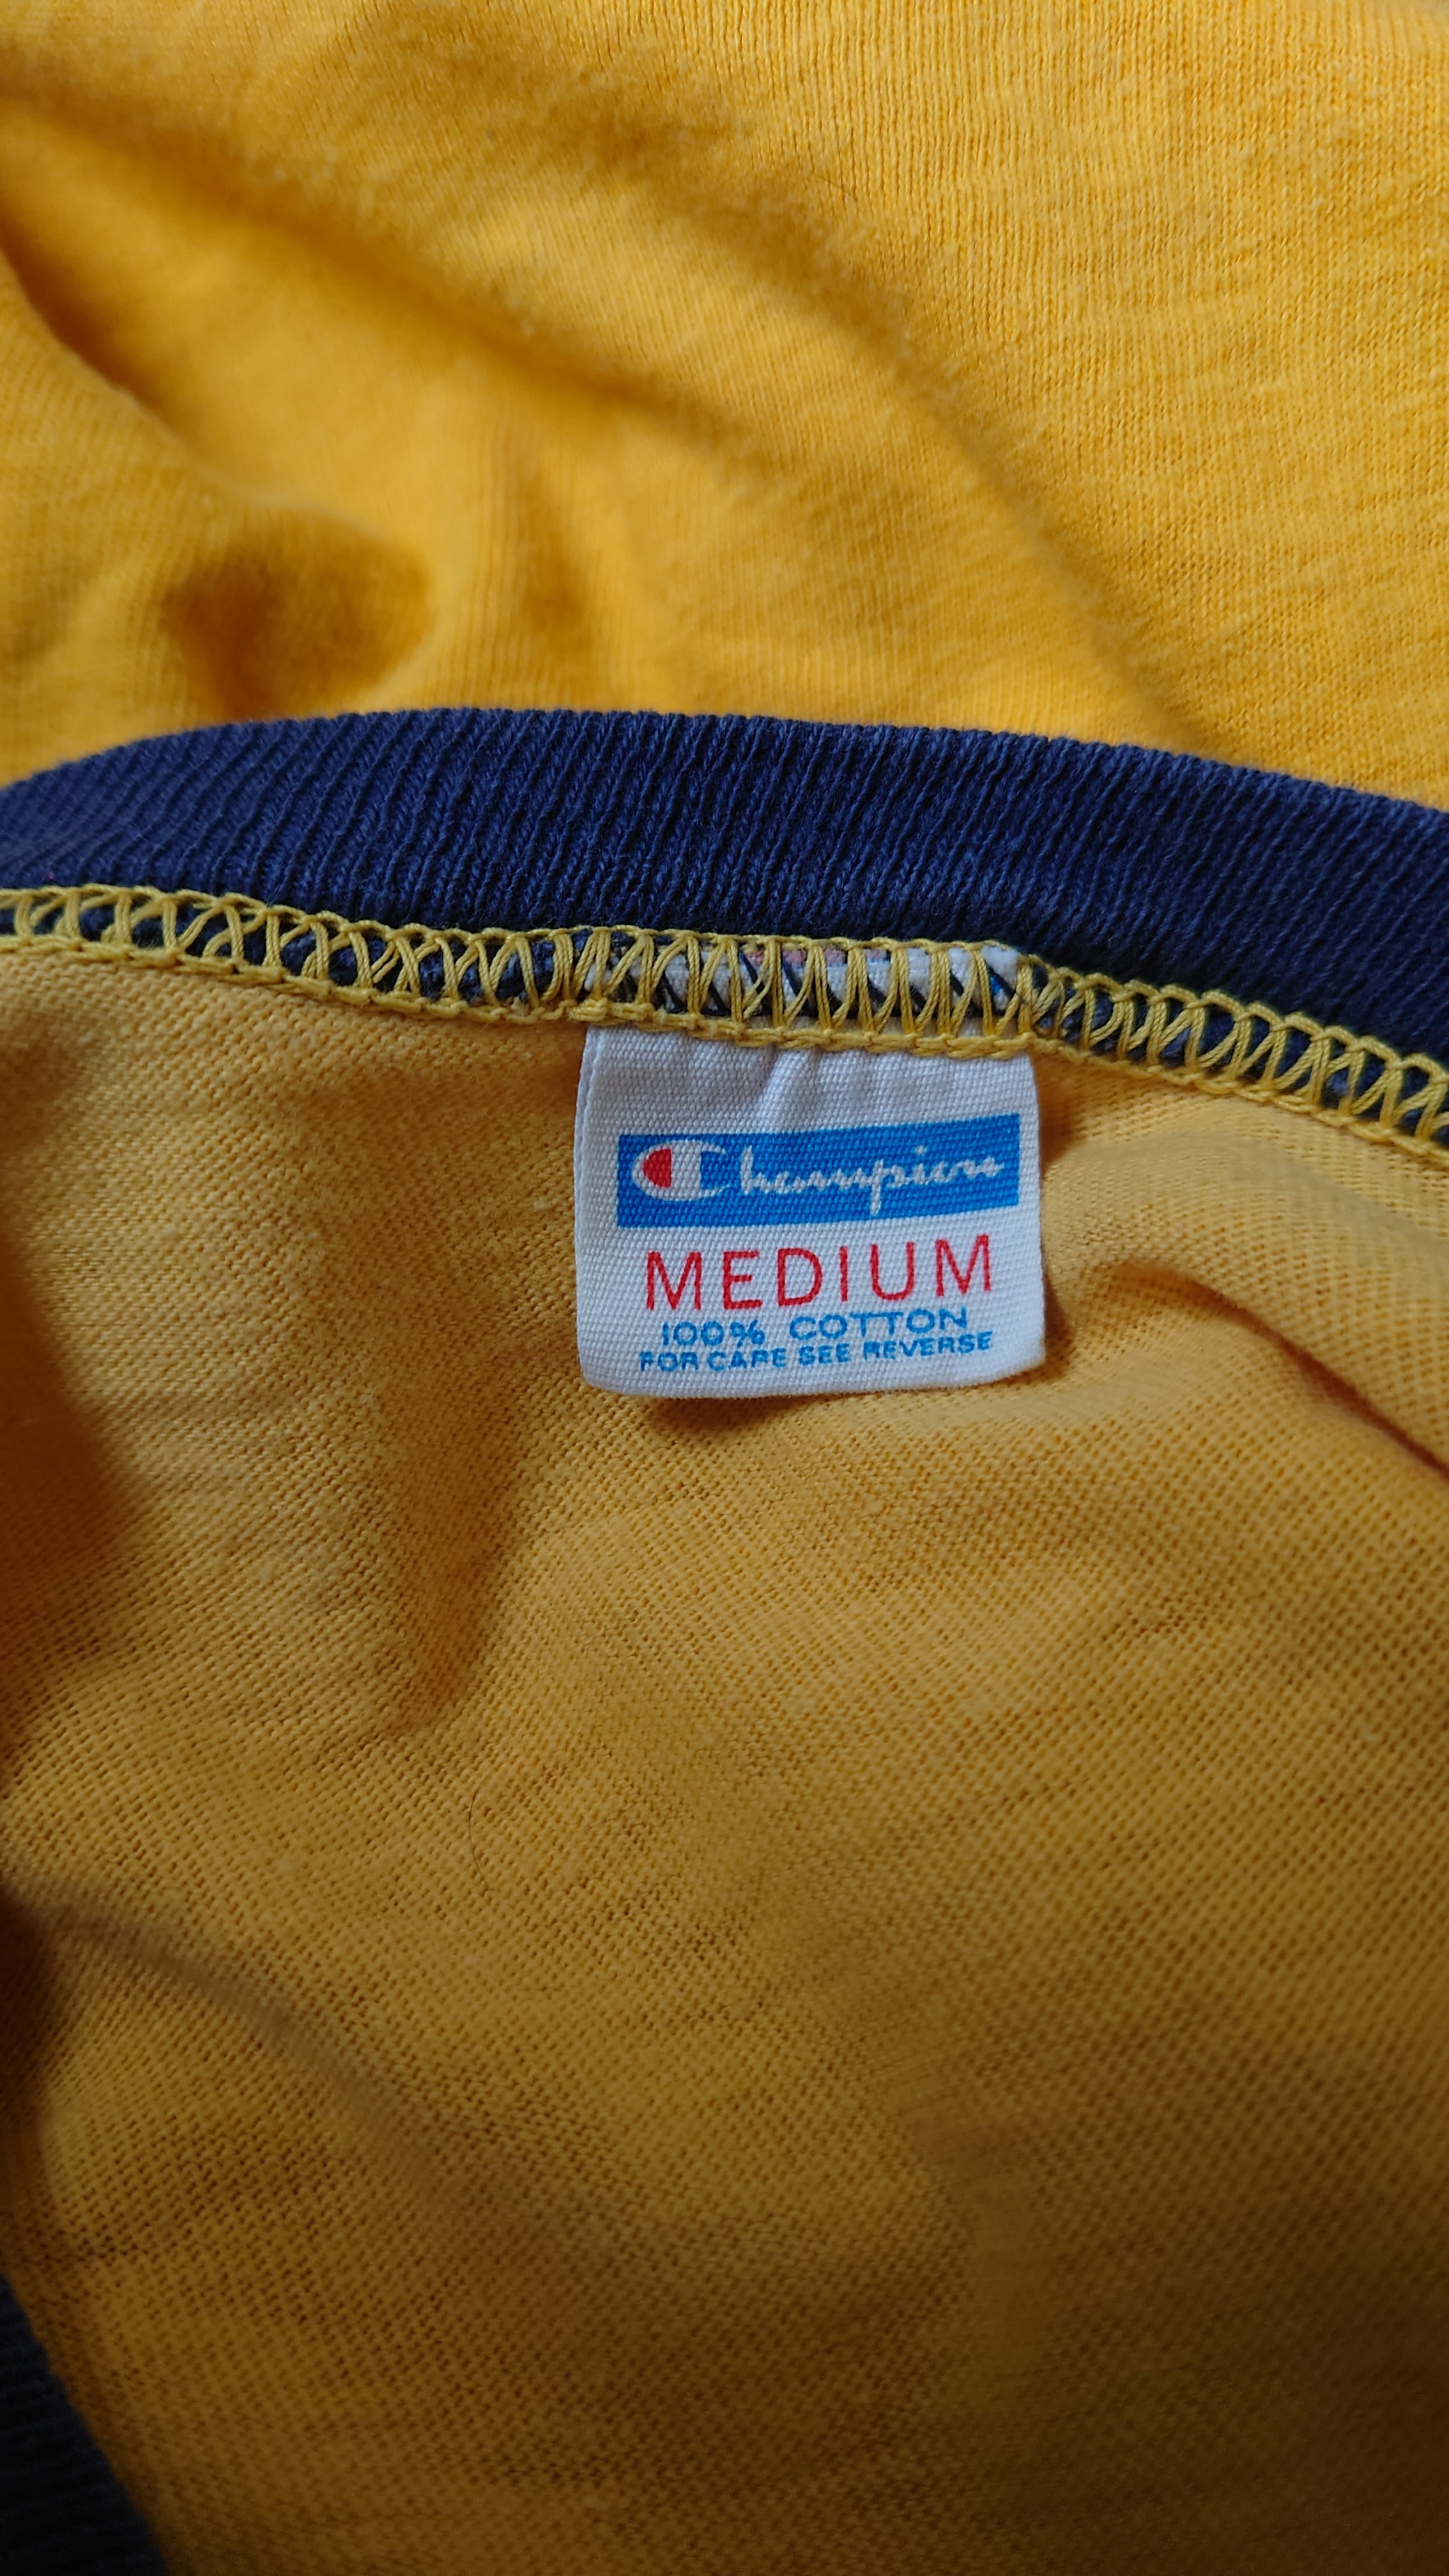 Champion
MEDIUM
100% COTTON
FOR CARE SEE REVERSE